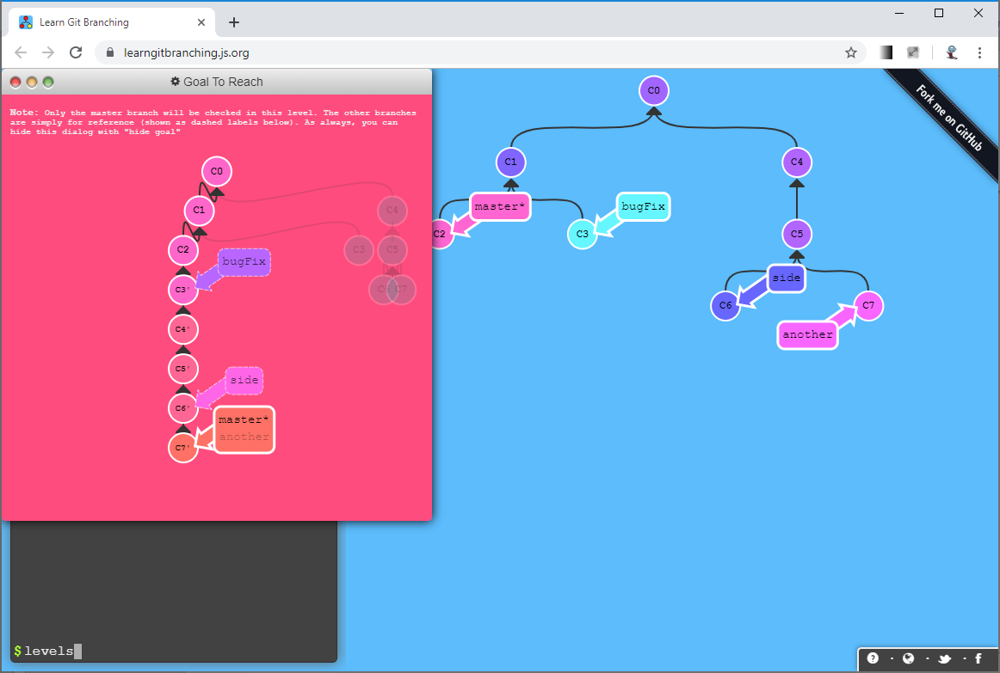 Learn Git Branching
learngitbranching.js.org
Goal To Reach
Note: Only the master branch will be checked in this level. The other branches
are simply for reference (shown as dashed labels below). As always, you can
hide this dialog with "hide goal"
C0
C1
C4
C2
C3
C5
bugFix
C3'
C6
C7
C4'
C5'
side
C6'
master*
another
C7'
C0
C1
C4
master*
bugFix
C2
C3
C5
side
C6
C7
another
Fork me on GitHub
$ levels